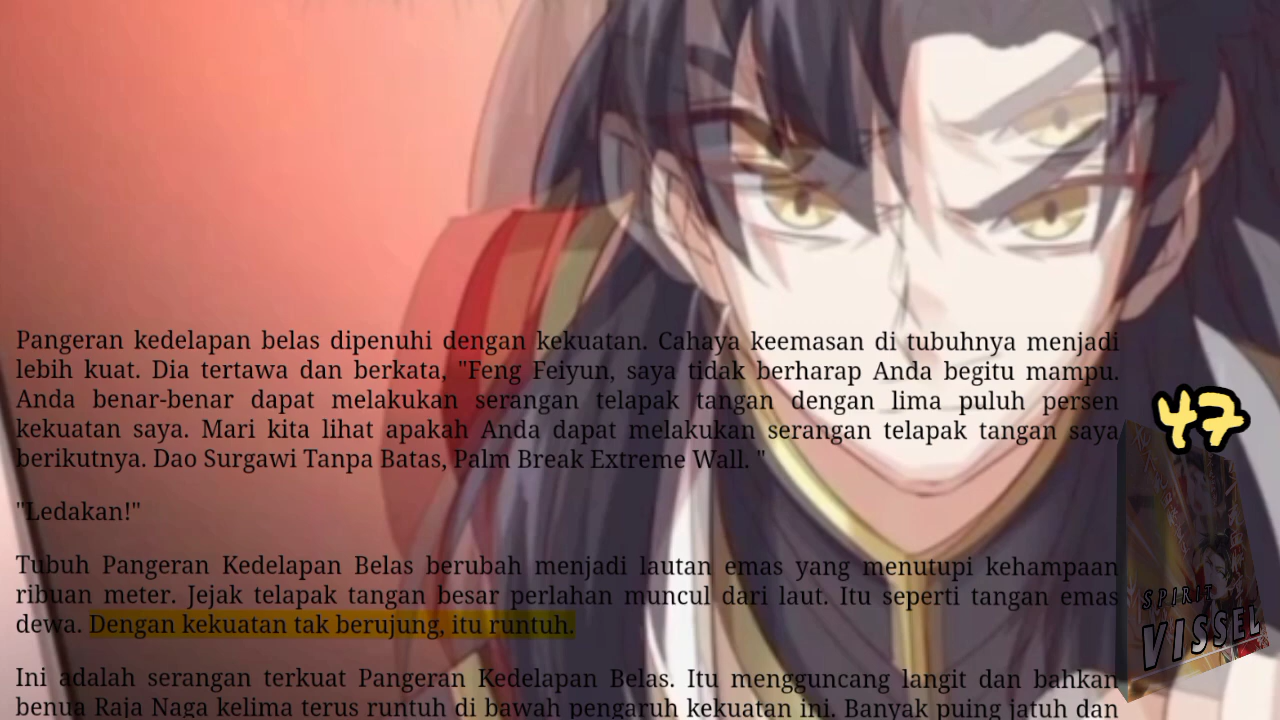 Pangeran kedelapan belas dipenuhi dengan kekuatan. Cahaya keemasan di tubuhnya menjadi
lebih kuat. Dia tertawa dan berkata, "Feng Feiyun, saya tidak berharap Anda begitu mampu.
Anda benar-benar dapat melakukan serangan telapak tangan dengan lima puluh persen
kekuatan saya. Mari kita lihat apakah Anda dapat melakukan serangan telapak tangan saya
berikutnya. Dao Surgawi Tanpa Batas, Palm Break Extreme Wall. "
"Ledakan!"
Tubuh Pangeran Kedelapan Belas berubah menjadi lautan emas yang menutupi kehampaan
ribuan meter. Jejak telapak tangan besar perlahan muncul dari laut. Itu seperti tangan emas
dewa. Dengan kekuatan tak berujung, itu runtuh.
Ini adalah serangan terkuat Pangeran Kedelapan Belas. Itu mengguncang langit dan bahkan
benua Raja Naga kelima terus runtuh di bawah pengaruh kekuatan ini. Banyak puing jatuh dan
47
SPIRIT
VISSEL